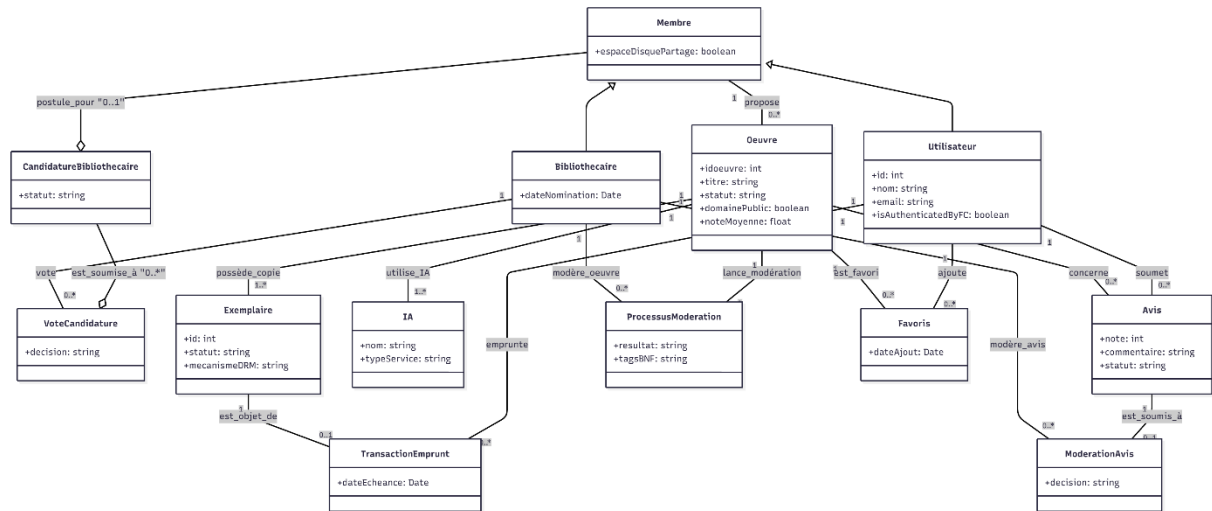 Membre
+espaceDisquePartage: boolean
postule_pour "0..1"
1
propose
0..*
CandidatureBibliothecaire
+statut: string
Bibliothecaire
+dateNomination: Date
Oeuvre
+idoeuvre: int
+titre: string
+statut: string
+domainePublic: boolean
+noteMoyenne: float
Utilisateur
+id: int
+nom: string
+email: string
+isAuthenticatedByFC: boolean
1
1
1
1
1
1
1
1
vote
est_soumise_à "0..*"
possède_copie
utilise_IA
modère_oeuvre
lance_modération
est_favori
ajoute
concerne
soumet
0..*
1..*
1..*
0..*
1..*
0..*
0..*
0..*
0..*
VoteCandidature
+decision: string
Exemplaire
+id: int
+statut: string
+mecanismeDRM: string
IA
+nom: string
+typeService: string
emprunte
ProcessusModeration
+resultat: string
+tagsBNF: string
Favoris
+dateAjout: Date
modère_avis
Avis
+note: int
+commentaire: string
+statut: string
1
est_objet_de
0..1
0..*
1
est_soumis_à
0..*
0..1
TransactionEmprunt
+dateEcheance: Date
ModerationAvis
+decision: string